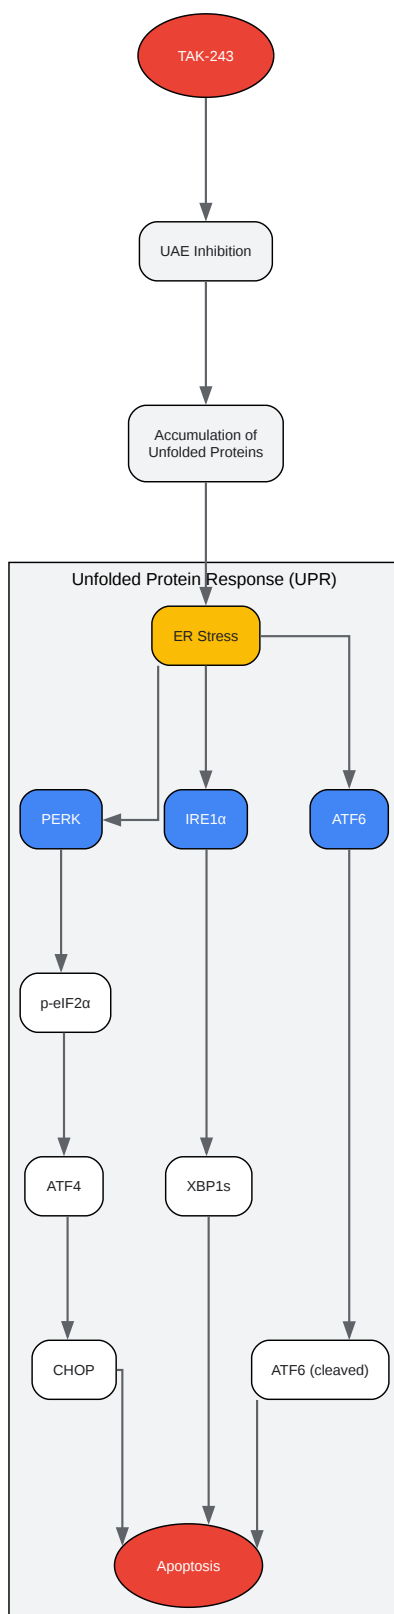 TAK-243
UAE Inhibition
Accumulation of
Unfolded Proteins
Unfolded Protein Response (UPR)
ER Stress
PERK
IRE1α
ATF6
p-eIF2α
ATF4
XBP1s
CHOP
ATF6 (cleaved)
Apoptosis